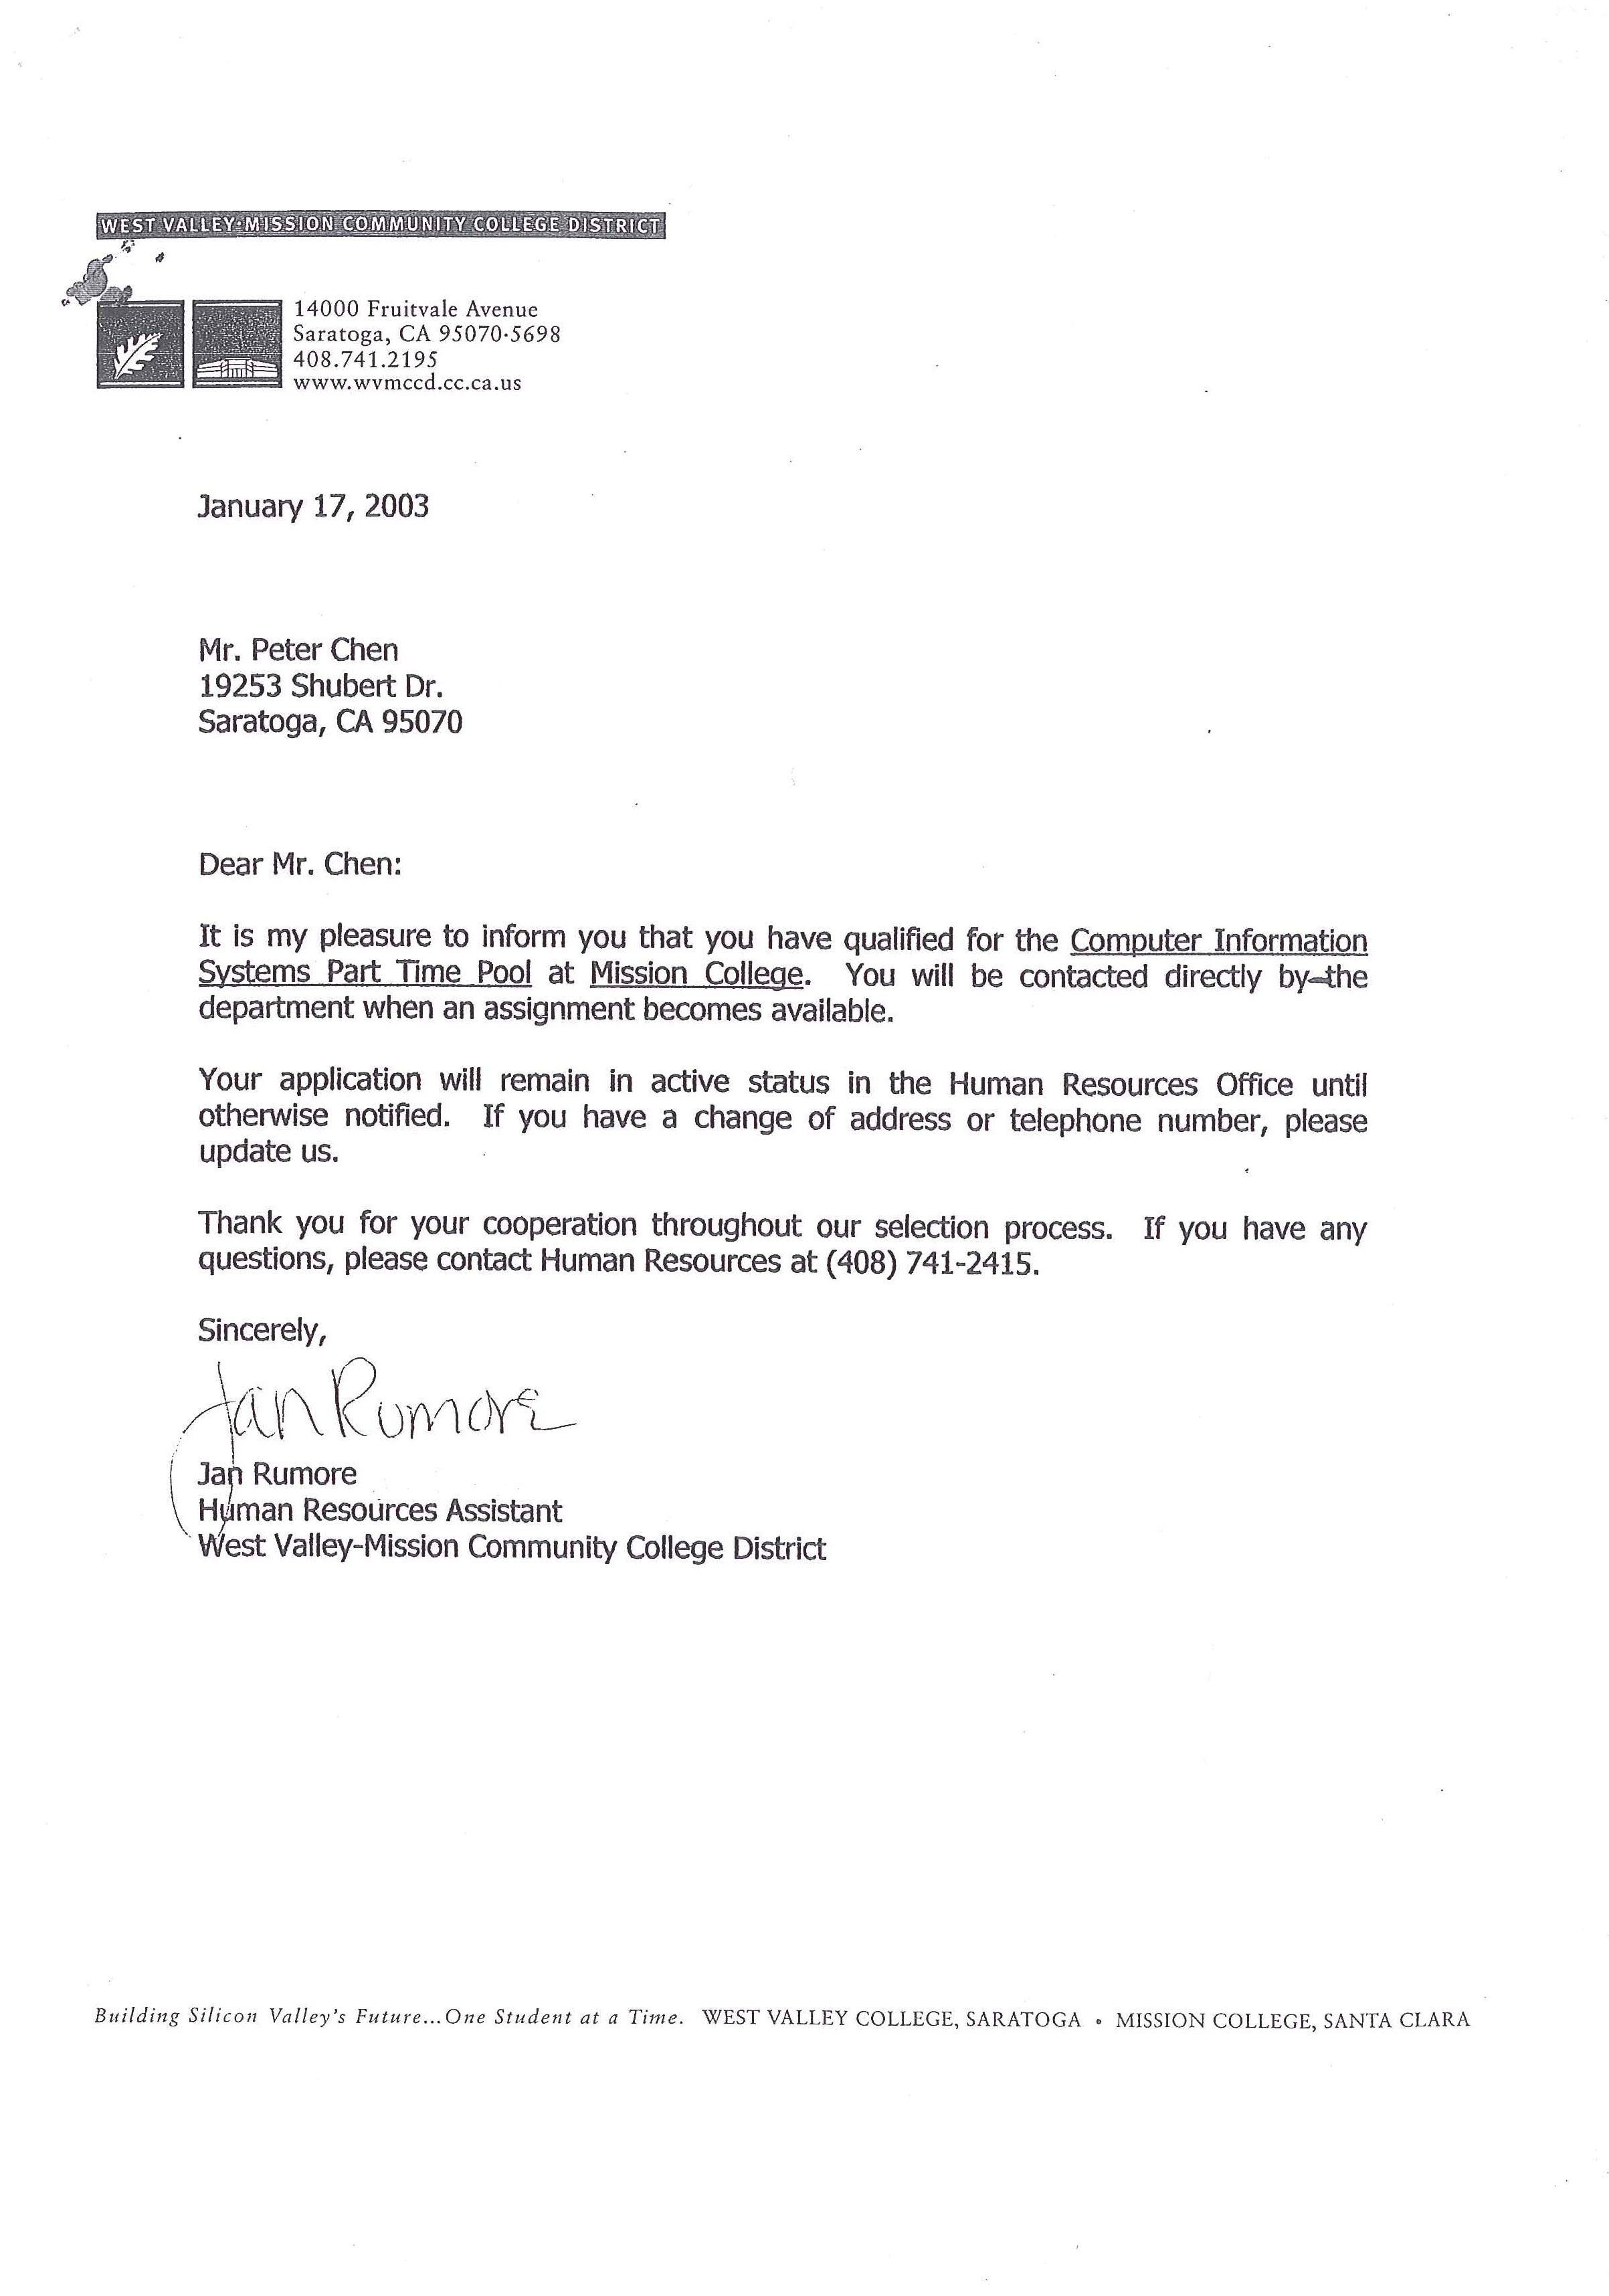 WEST VALLEY·MISSION COMMUNITY COLLEGE DISTRICT
14000 Fruitvale Avenue
Saratoga, CA 95070·5698
408.741.2195
www.wvmccd.cc.ca.us
January 17, 2003
Mr. Peter Chen
19253 Shubert Dr.
Saratoga, CA 95070
Dear Mr. Chen:
It is my pleasure to inform you that you have qualified for the Computer Information
Systems Part Time Pool at Mission College. You will be contacted directly by the
department when an assignment becomes available.
Your application will remain in active status in the Human Resources Office until
otherwise notified. If you have a change of address or telephone number, please
update us.
Thank you for your cooperation throughout our selection process. If you have any
questions, please contact Human Resources at (408) 741-2415.
Sincerely,
Jan Rumore
Jan Rumore
Human Resources Assistant
West Valley-Mission Community College District
Building Silicon Valley's Future...One Student at a Time. WEST VALLEY COLLEGE, SARATOGA • MISSION COLLEGE, SANTA CLARA